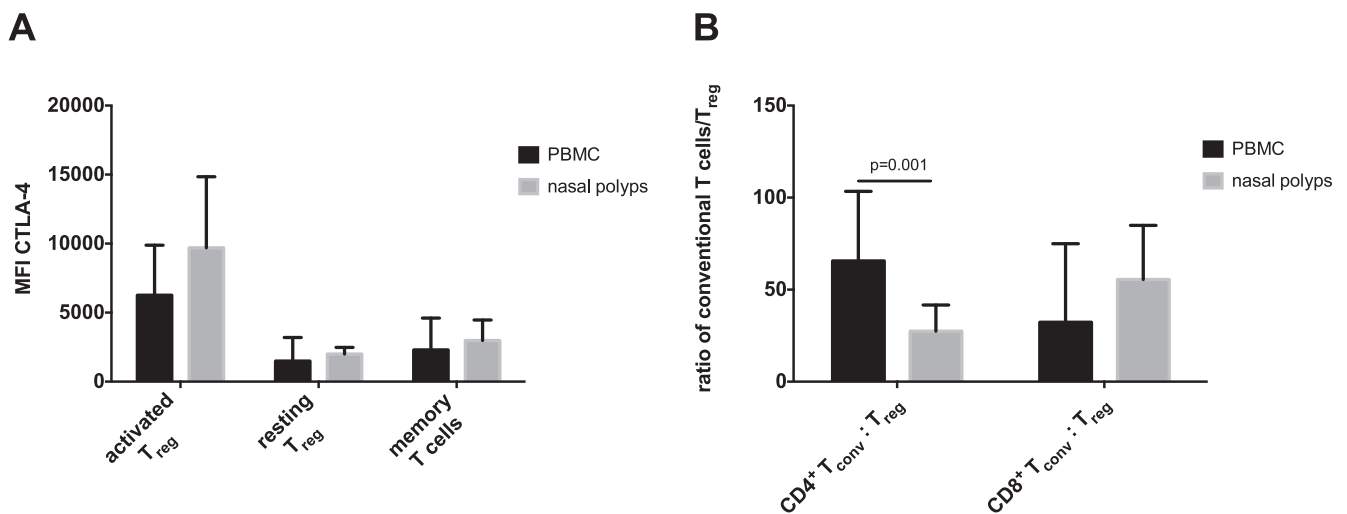 A
MFI CTLA-4
20000
15000
10000
5000
0
activated
Treg
resting
Treg
memory
T cells
PBMC
nasal polyps
B
ratio of conventional T cells/Treg
150
100
50
0
p=0.001
CD4+ Tconv : Treg
CD8+ Tconv : Treg
PBMC
nasal polyps